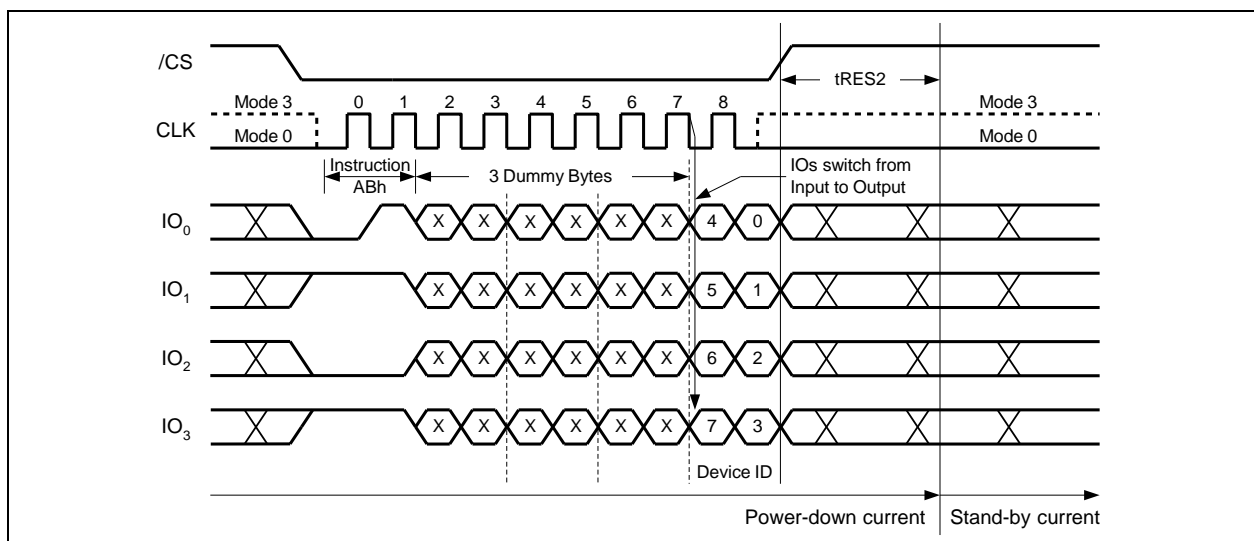 /CS
tRES2
Mode 3 0 1 2 3 4 5 6 7 8 Mode 3
CLK
Mode 0 Mode 0
Instruction
ABh
3 Dummy Bytes
IOs switch from
Input to Output
IO0 X X X X X X 4 0
IO1 X X X X X X 5 1
IO2 X X X X X X 6 2
IO3 X X X X X X 7 3
Device ID
Power-down current Stand-by current